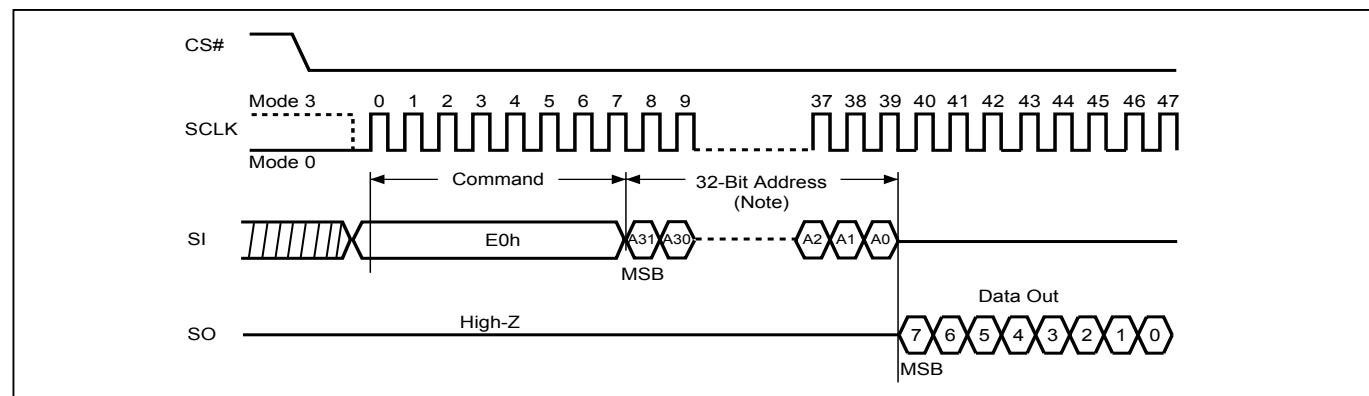 CS#
Mode 3 0 1 2 3 4 5 6 7 8 9 37 38 39 40 41 42 43 44 45 46 47
SCLK
Mode 0
Command 32-Bit Address
(Note)
SI E0h A31 A30 A2 A1 A0
MSB
Data Out
High-Z
SO 7 6 5 4 3 2 1 0
MSB